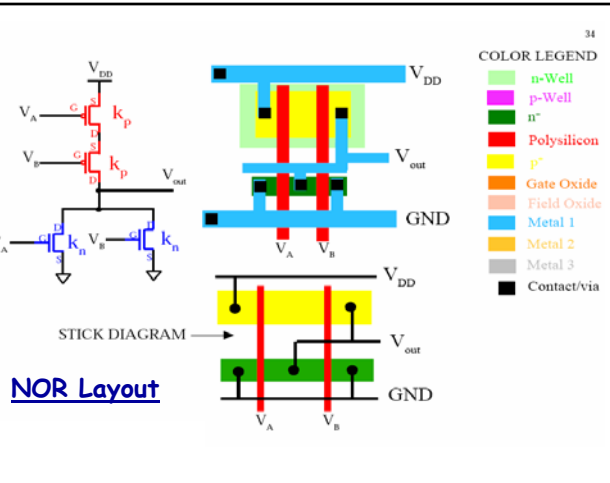 34
COLOR LEGEND
n-Well
p-Well
n+
Polysilicon
p+
Gate Oxide
Field Oxide
Metal 1
Metal 2
Metal 3
Contact/via
VDD
VA
G
S
D
kp
VB
G
S
D
kp
Vout
A
G
D
S
kn
VB
G
D
S
kn
VDD
Vout
GND
VA
VB
VDD
STICK DIAGRAM
Vout
GND
VA
VB
NOR Layout